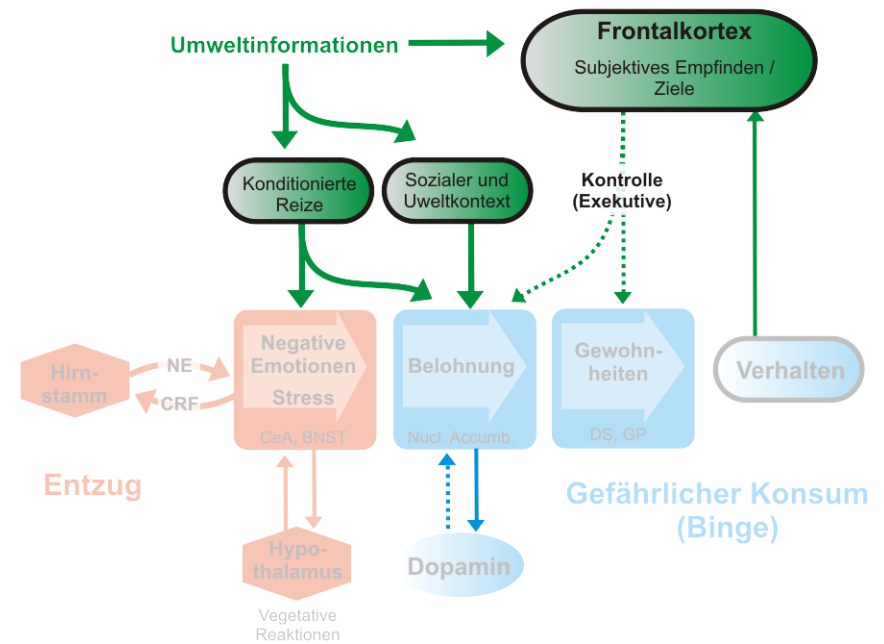 Umweltinformationen
Frontalkortex
Subjektives Empfinden /
Ziele
Konditionierte
Reize
Sozialer und
Uweltkontext
Kontrolle
(Exekutive)
Hirn-
stamm
NE
CRF
Negative
Emotionen
Stress
CeA, BNST
Belohnung
Nucl. Accumb.
Gewohn-
heiten
DS, GP
Verhalten
Entzug
Gefährlicher Konsum
(Binge)
Hypo-
thalamus
Vegetative
Reaktionen
Dopamin